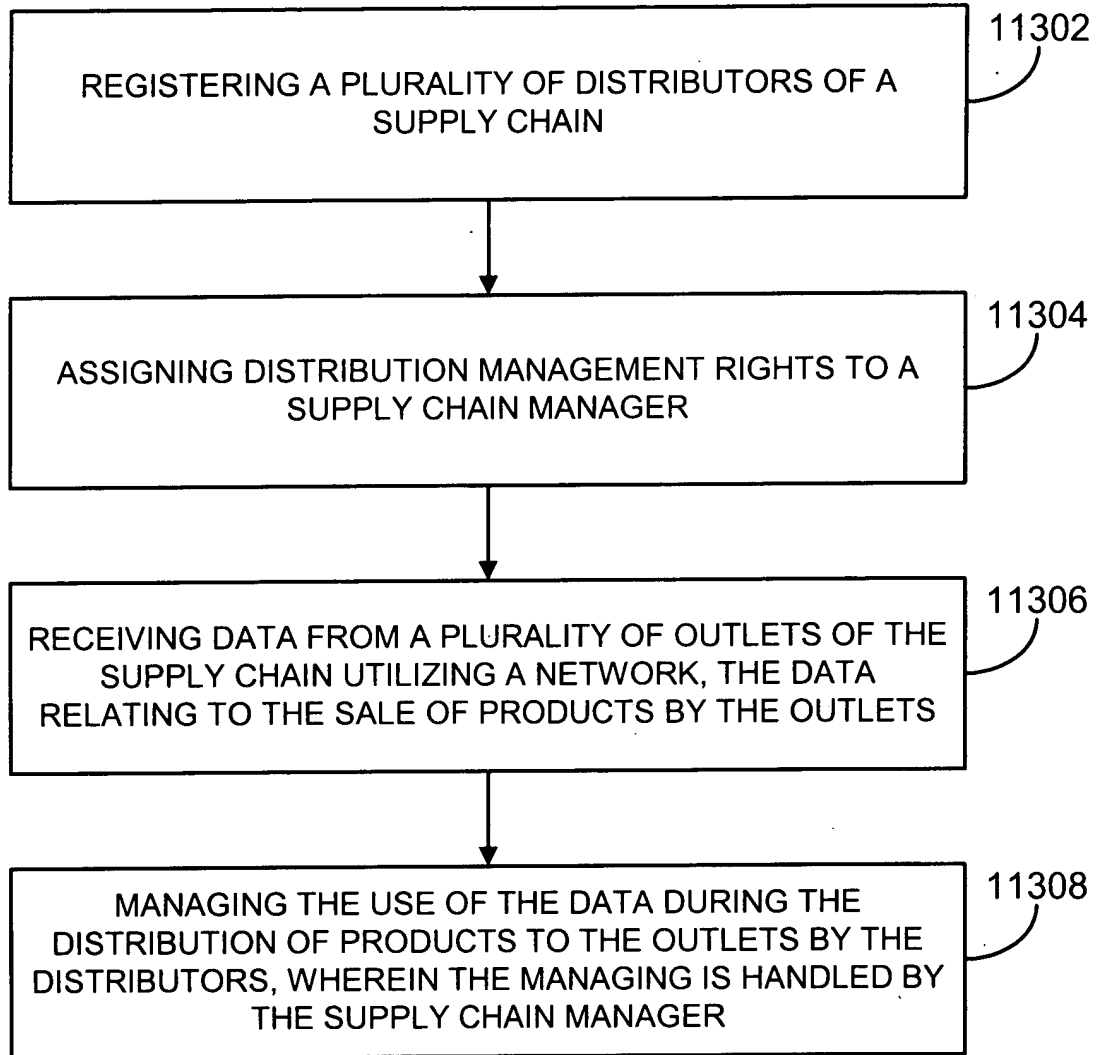 11302
REGISTERING A PLURALITY OF DISTRIBUTORS OF A
SUPPLY CHAIN
11304
ASSIGNING DISTRIBUTION MANAGEMENT RIGHTS TO A
SUPPLY CHAIN MANAGER
11306
RECEIVING DATA FROM A PLURALITY OF OUTLETS OF THE
SUPPLY CHAIN UTILIZING A NETWORK, THE DATA
RELATING TO THE SALE OF PRODUCTS BY THE OUTLETS
11308
MANAGING THE USE OF THE DATA DURING THE
DISTRIBUTION OF PRODUCTS TO THE OUTLETS BY THE
DISTRIBUTORS, WHEREIN THE MANAGING IS HANDLED BY
THE SUPPLY CHAIN MANAGER